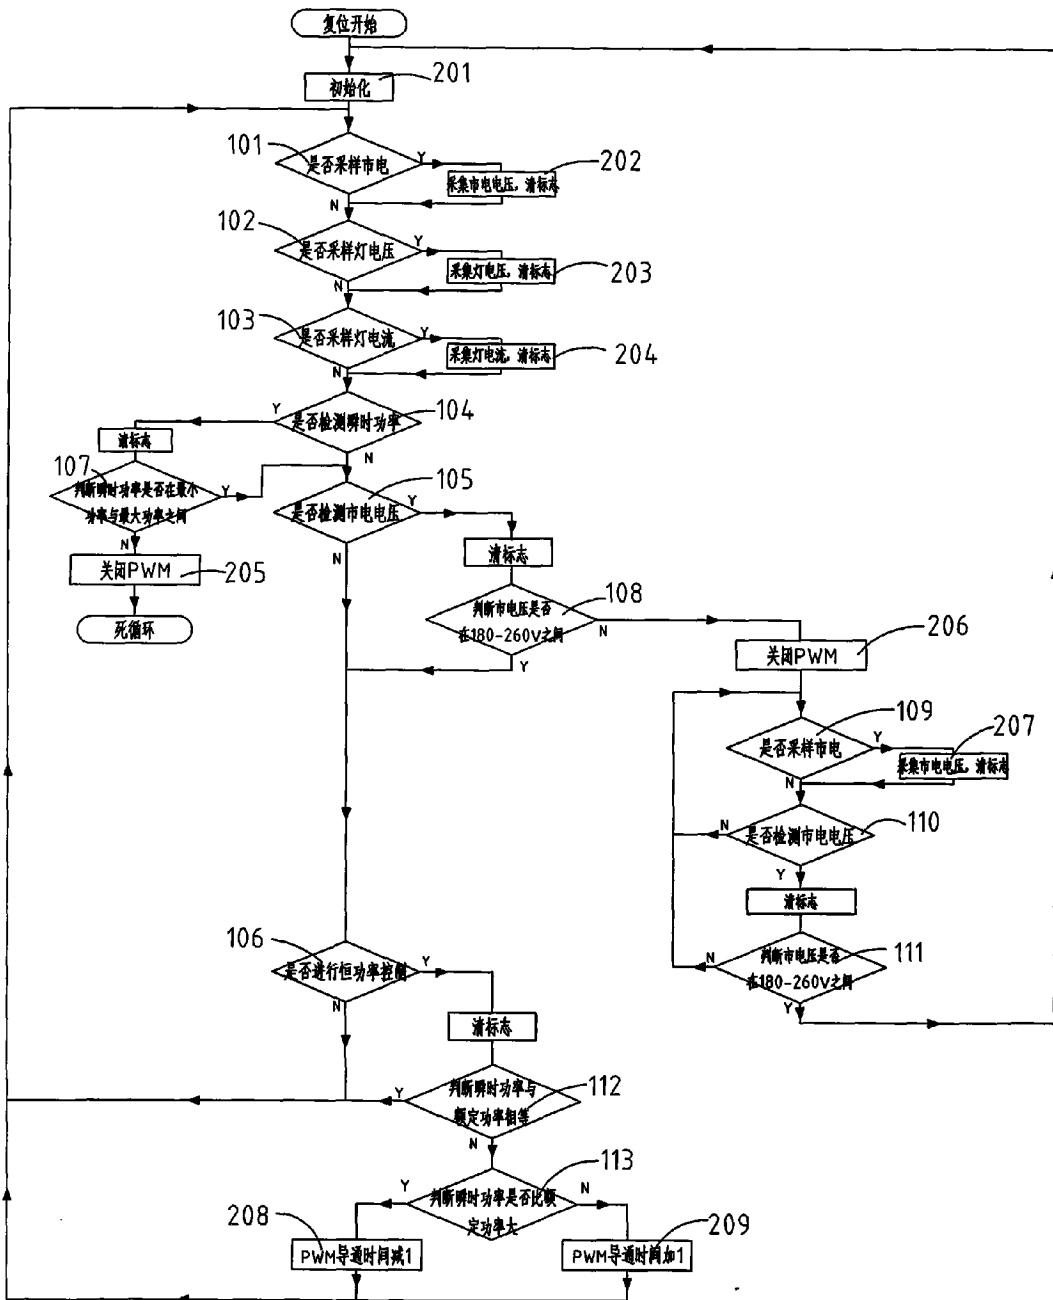 复位开始
初始化
201
101
是否采样市电
Y
202
采集市电电压，清标志
N
102
是否采样灯电压
Y
采集灯电压，清标志
203
N
103
是否采样灯电流
Y
采集灯电流，清标志
204
N
Y
是否检测瞬时功率
104
清标志
N
107
判断瞬时功率是否在最小
功率与最大功率之间
Y
105
是否检测市电电压
Y
N
关闭PWM
205
死循环
N
清标志
判断市电压是否
在180-260V之间
108
N
Y
关闭PWM
206
109
是否采样市电
Y
207
采集市电电压，清标志
N
是否检测市电电压
110
N
Y
清标志
判断市电压是否
在180-260V之间
111
N
Y
106
是否进行恒功率控制
Y
N
清标志
判断瞬时功率与
额定功率相等
112
Y
N
113
判断瞬时功率是否比额
定功率大
Y
N
208
PWM导通时间减1
209
PWM导通时间加1